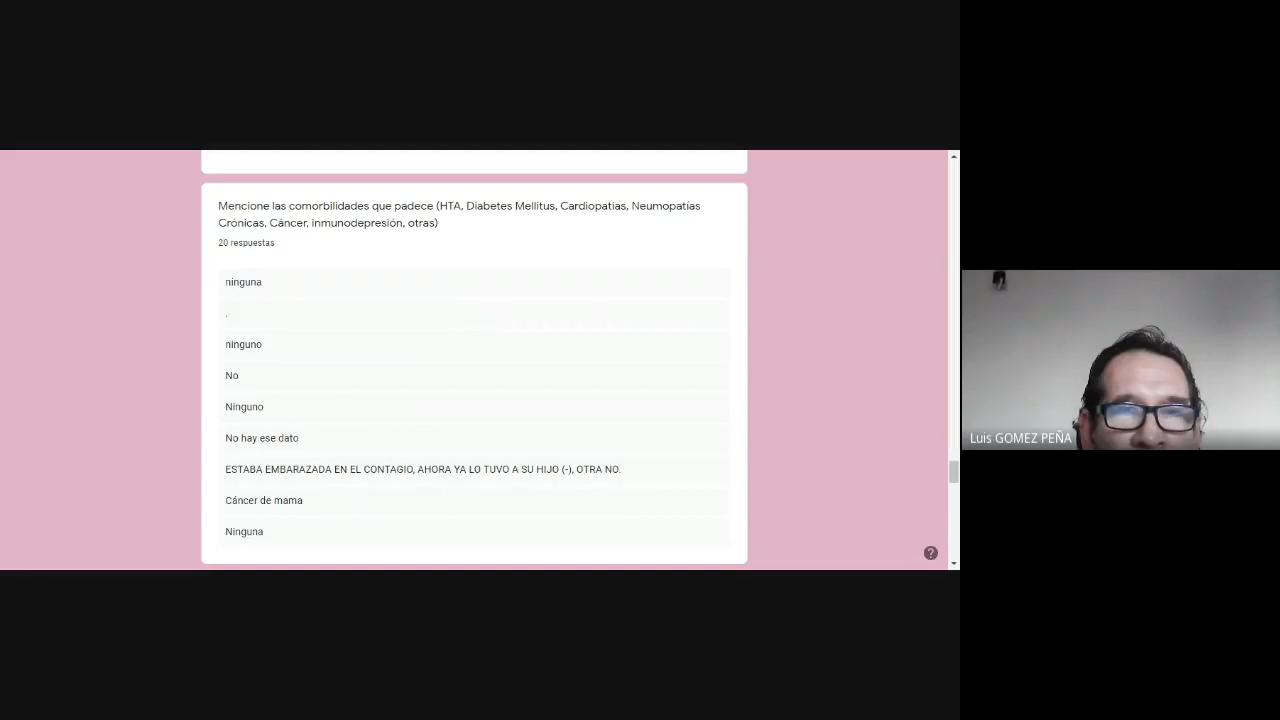 Mencione las comorbilidades que padece (HTA, Diabetes Mellitus, Cardiopatias, Neumopatías
Crónicas, Cáncer, inmunodepresión, otras)
20 respuestas
ninguna
.
ninguno
No
Ninguno
No hay ese dato
ESTABA EMBARAZADA EN EL CONTAGIO, AHORA YA LO TUVO A SU HIJO (-), OTRA NO.
Cáncer de mama
Ninguna
?
Luis GOMEZ PEÑA